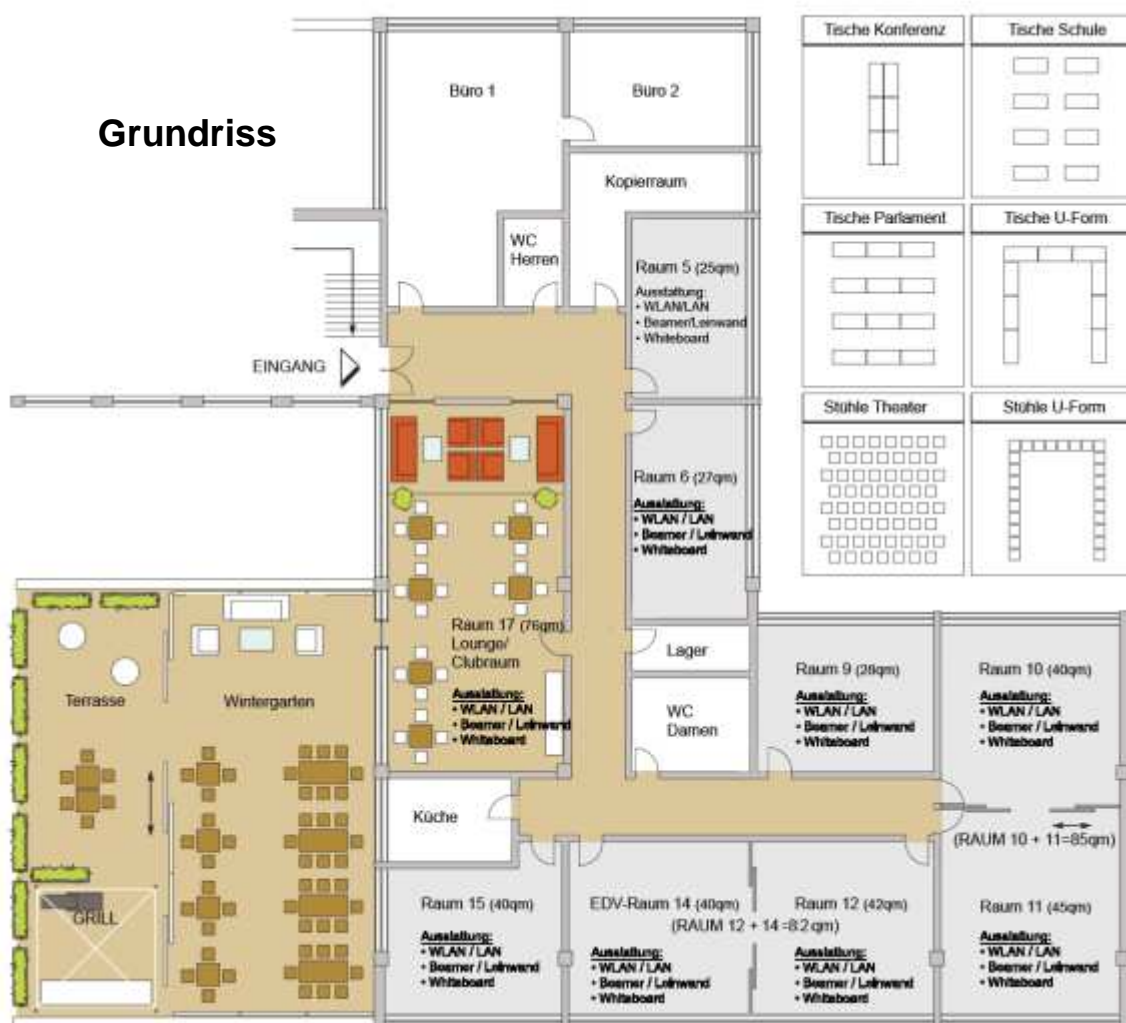 Grundriss
Büro 1
Büro 2
Kopierraum
WC
Herren
EINGANG
Raum 5 (25qm)
Ausstattung:
• WLAN/LAN
• Beamer/Leinwand
• Whiteboard
Raum 6 (27qm)
Ausstattung:
• WLAN / LAN
• Beamer / Leinwand
• Whiteboard
Raum 17 (76qm)
Lounge/
Clubraum
Ausstattung:
• WLAN / LAN
• Beamer / Leinwand
• Whiteboard
Terrasse
Wintergarten
GRILL
Lager
WC
Damen
Küche
Raum 9 (28qm)
Ausstattung:
• WLAN / LAN
• Beamer / Leinwand
• Whiteboard
Raum 10 (40qm)
Ausstattung:
• WLAN / LAN
• Beamer / Leinwand
• Whiteboard
(RAUM 10 + 11=85qm)
Raum 15 (40qm)
Ausstattung:
• WLAN / LAN
• Beamer / Leinwand
• Whiteboard
EDV-Raum 14 (40qm)
(RAUM 12 + 14=82qm)
Ausstattung:
• WLAN / LAN
• Beamer / Leinwand
• Whiteboard
Raum 12 (42qm)
Ausstattung:
• WLAN / LAN
• Beamer / Leinwand
• Whiteboard
Raum 11 (45qm)
Ausstattung:
• WLAN / LAN
• Beamer / Leinwand
• Whiteboard
Tische Konferenz
Tische Schule
Tische Parlament
Tische U-Form
Stühle Theater
Stühle U-Form